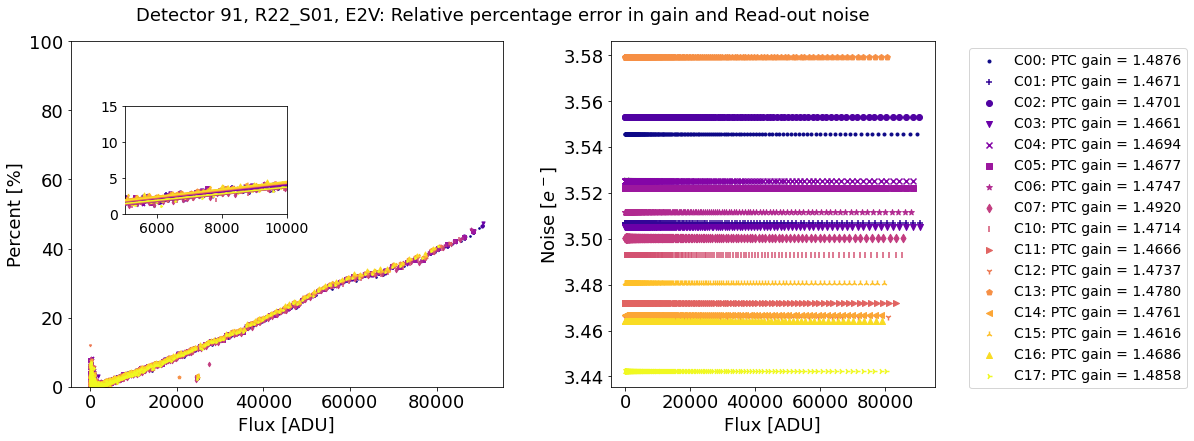 Detector 91, R22_S01, E2V: Relative percentage error in gain and Read-out noise
Percent [%]
100
80
60
40
20
0
15
10
5
0
6000 8000 10000
0 20000 40000 60000 80000
Flux [ADU]
Noise [e⁻]
3.58
3.56
3.54
3.52
3.50
3.48
3.46
3.44
0 20000 40000 60000 80000
Flux [ADU]
C00: PTC gain = 1.4876
C01: PTC gain = 1.4671
C02: PTC gain = 1.4701
C03: PTC gain = 1.4661
C04: PTC gain = 1.4694
C05: PTC gain = 1.4677
C06: PTC gain = 1.4747
C07: PTC gain = 1.4920
C10: PTC gain = 1.4714
C11: PTC gain = 1.4666
C12: PTC gain = 1.4737
C13: PTC gain = 1.4780
C14: PTC gain = 1.4761
C15: PTC gain = 1.4616
C16: PTC gain = 1.4686
C17: PTC gain = 1.4858